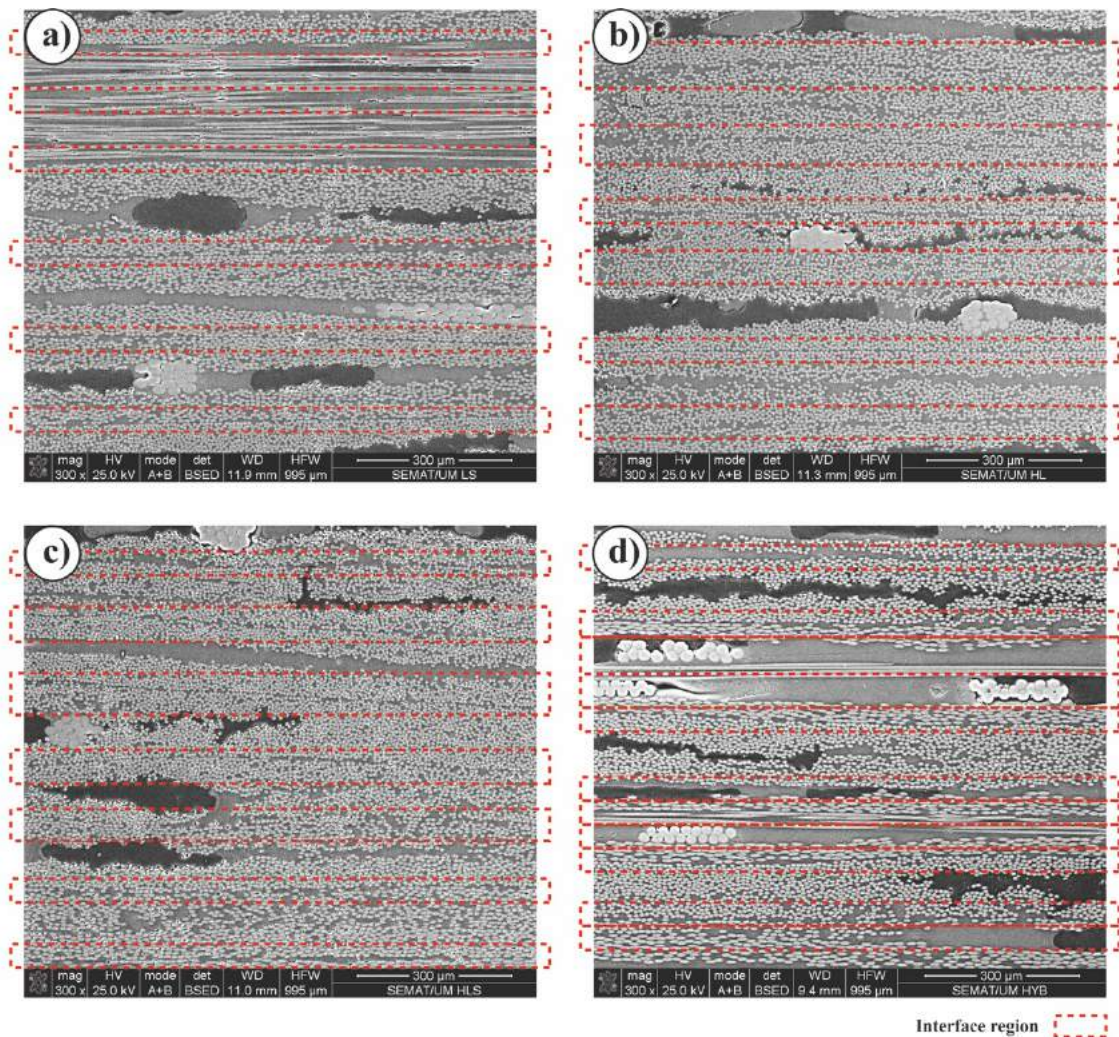 a)
b)
mag HV mode det WD HFW 300 µm
300 x 25.0 kV A+B BSED 11.9 mm 995 µm SEMAT/UM LS
mag HV mode det WD HFW 300 µm
300 x 25.0 kV A+B BSED 11.3 mm 995 µm SEMAT/UM HL
c)
d)
mag HV mode det WD HFW 300 µm
300 x 25.0 kV A+B BSED 11.0 mm 995 µm SEMAT/UM HLS
mag HV mode det WD HFW 300 µm
300 x 25.0 kV A+B BSED 9.4 mm 995 µm SEMAT/UM HYB
Interface region